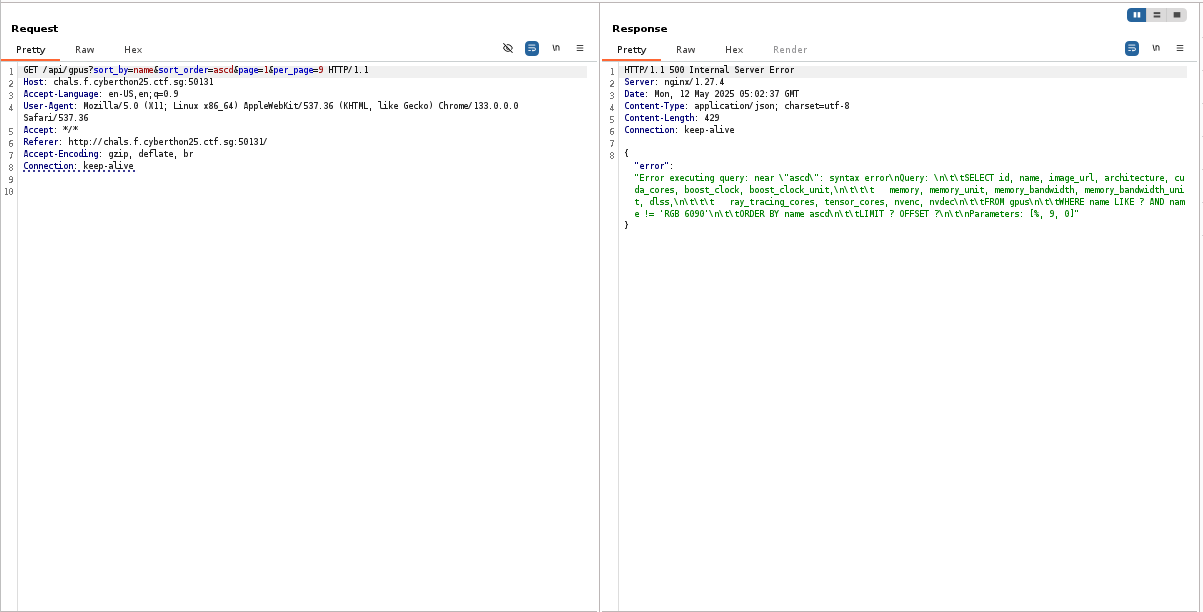 Request
Pretty Raw Hex
\n
1 GET /api/gpus?sort_by=name&sort_order=ascd&page=1&per_page=9 HTTP/1.1
2 Host: chals.f.cyberthon25.ctf.sg:50131
3 Accept-Language: en-US,en;q=0.9
4 User-Agent: Mozilla/5.0 (X11; Linux x86_64) AppleWebKit/537.36 (KHTML, like Gecko) Chrome/133.0.0.0
Safari/537.36
5 Accept: */*
6 Referer: http://chals.f.cyberthon25.ctf.sg:50131/
7 Accept-Encoding: gzip, deflate, br
8 Connection: keep-alive
9
10
Response
Pretty Raw Hex Render
\n
1 HTTP/1.1 500 Internal Server Error
2 Server: nginx/1.27.4
3 Date: Mon, 12 May 2025 05:02:37 GMT
4 Content-Type: application/json; charset=utf-8
5 Content-Length: 429
6 Connection: keep-alive
7
8 {
"error":
"Error executing query: near \"ascd\": syntax error\nQuery: \n\t\tSELECT id, name, image_url, architecture, cu
da_cores, boost_clock, boost_clock_unit,\n\t\t\t   memory, memory_unit, memory_bandwidth, memory_bandwidth_uni
t, dlss,\n\t\t\t   ray_tracing_cores, tensor_cores, nvenc, nvdec\n\t\tFROM gpus\n\t\tWHERE name LIKE ? AND nam
e != 'RGB 6090'\n\t\tORDER BY name ascd\n\t\tLIMIT ? OFFSET ?\n\t\nParameters: [%, 9, 0]"
}